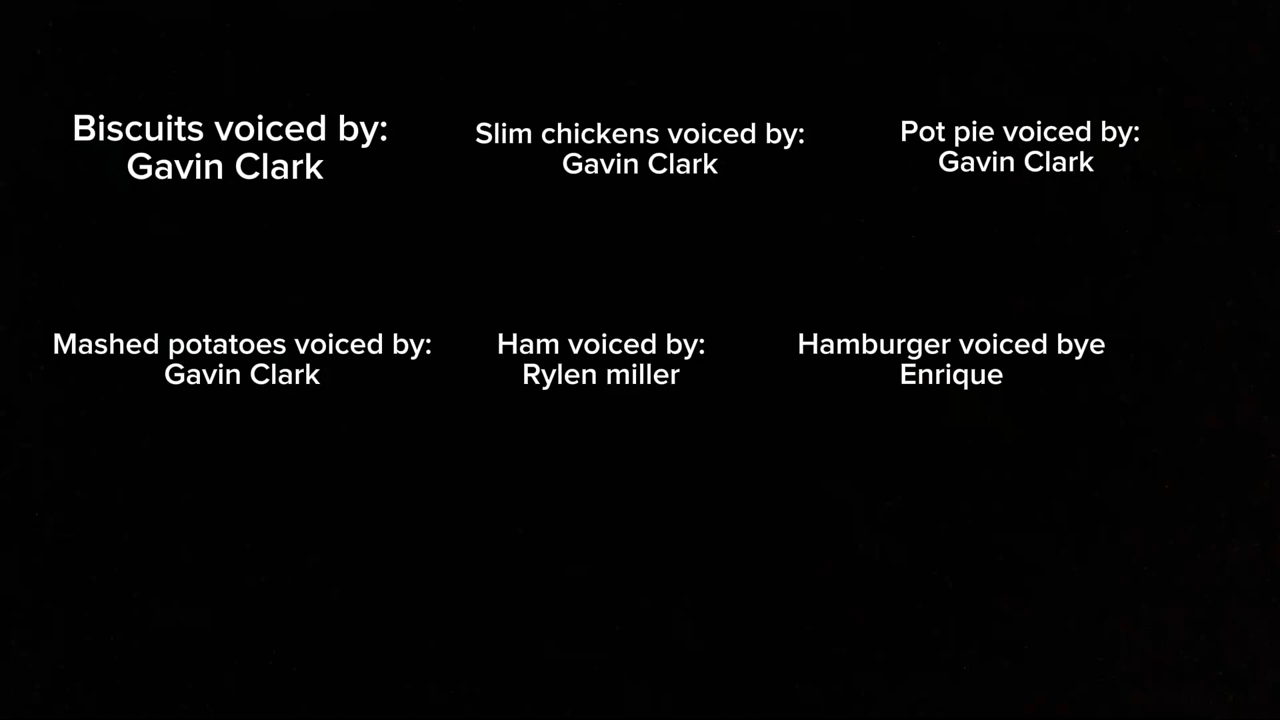 Biscuits voiced by:
Gavin Clark
Slim chickens voiced by:
Gavin Clark
Pot pie voiced by:
Gavin Clark
Mashed potatoes voiced by:
Gavin Clark
Ham voiced by:
Rylen miller
Hamburger voiced bye
Enrique